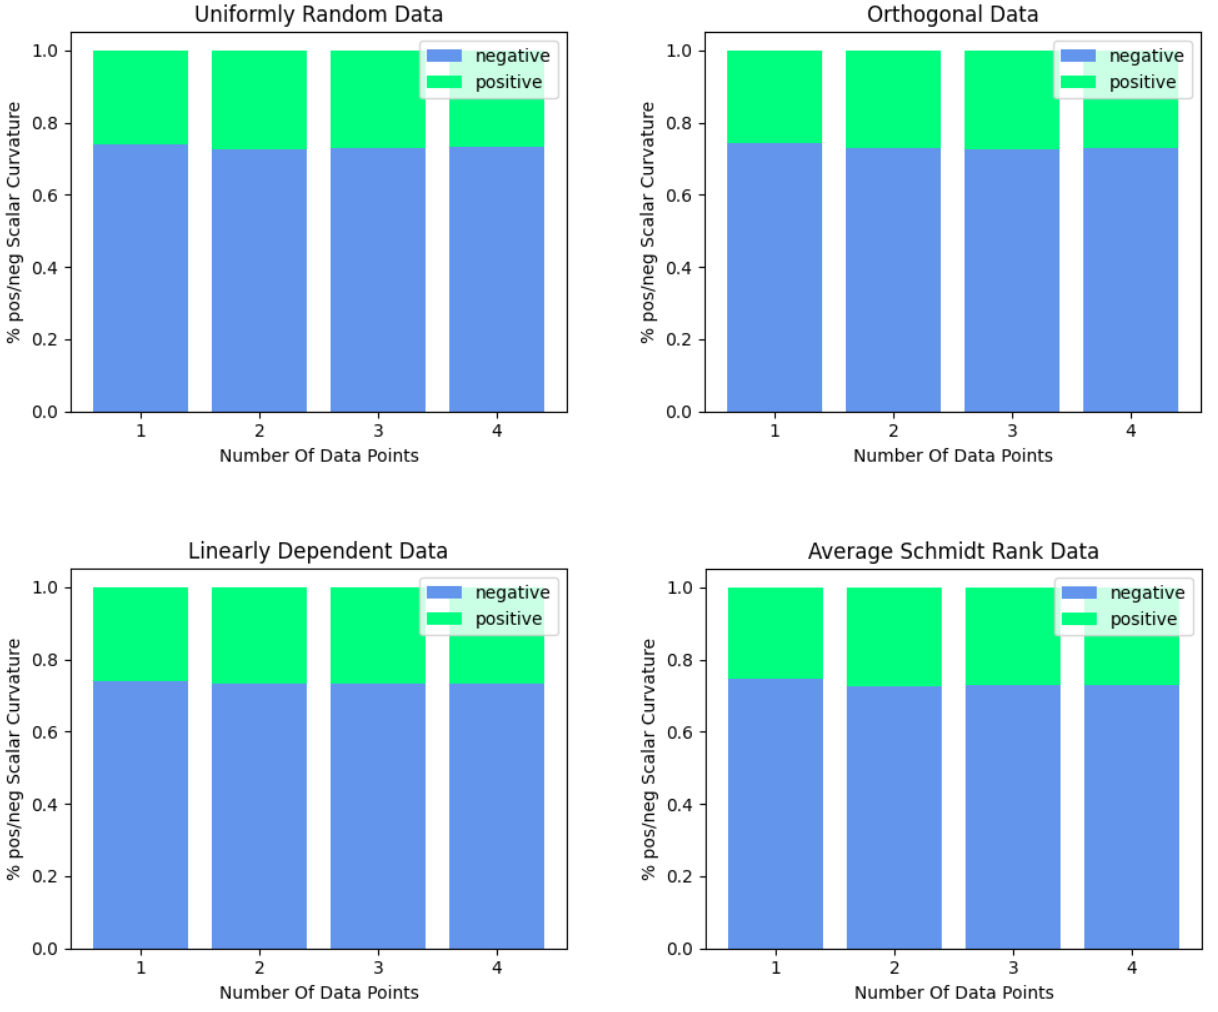 Uniformly Random Data
% pos/neg Scalar Curvature
1.0
0.8
0.6
0.4
0.2
0.0
negative
positive
1 2 3 4
Number Of Data Points
Orthogonal Data
% pos/neg Scalar Curvature
1.0
0.8
0.6
0.4
0.2
0.0
negative
positive
1 2 3 4
Number Of Data Points
Linearly Dependent Data
% pos/neg Scalar Curvature
1.0
0.8
0.6
0.4
0.2
0.0
negative
positive
1 2 3 4
Number Of Data Points
Average Schmidt Rank Data
% pos/neg Scalar Curvature
1.0
0.8
0.6
0.4
0.2
0.0
negative
positive
1 2 3 4
Number Of Data Points